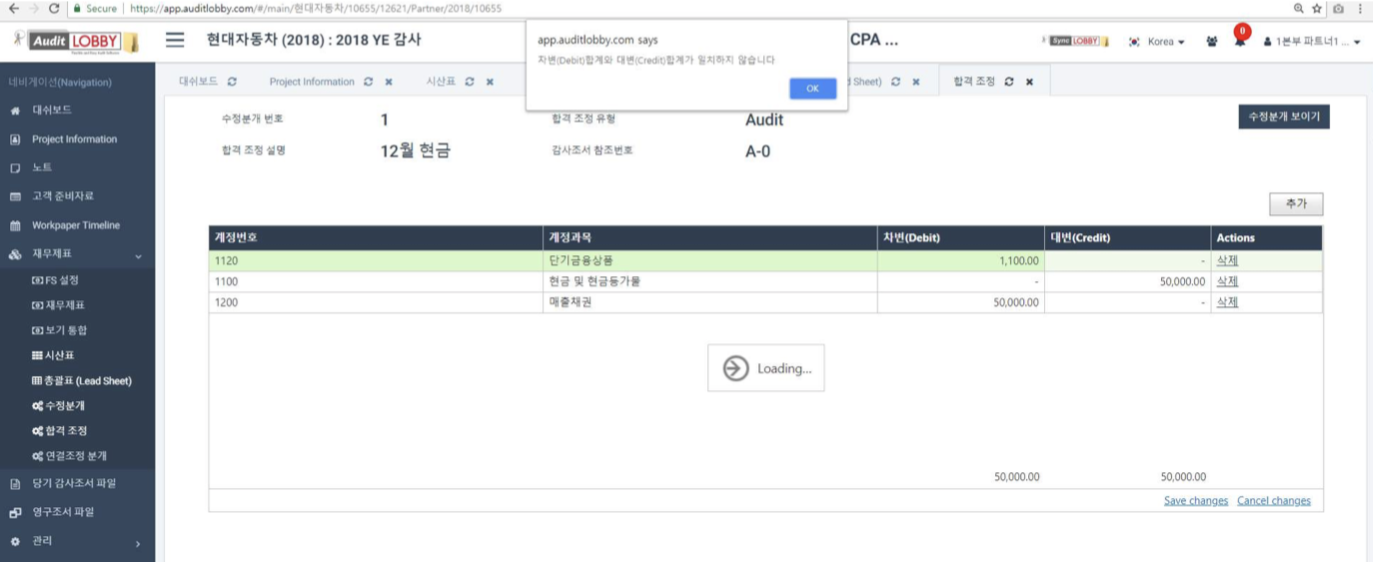 Secure https://app.auditlobby.com/#/main/현대자동차/10655/12621/Partner/2018/10655
Audit LOBBY
현대자동차 (2018) : 2018 YE 감사
CPA ...
Sync LOBBY
Korea
0
1본부 파트너1 ...
app.auditlobby.com says
차변(Debit)합계와 대변(Credit)합계가 일치하지 않습니다
OK
네비게이션(Navigation)
대쉬보드
Project Information
노트
고객 준비자료
Workpaper Timeline
재무제표
FS 설정
재무제표
보기 통합
시산표
총괄표 (Lead Sheet)
수정분개
합격 조정
연결조정 분개
당기 감사조서 파일
영구조서 파일
관리
대쉬보드 Project Information 시산표 Sheet) 합격 조정
수정분개 번호 1 합격 조정 유형 Audit
수정분개 보이기
합격 조정 설명 12월 현금 감사조서 참조번호 A-0
추가
계정번호 계정과목 차변(Debit) 대변(Credit) Actions
1120 단기금융상품 1,100.00 - 삭제
1100 현금 및 현금등가물 - 50,000.00 삭제
1200 매출채권 50,000.00 - 삭제
Loading...
50,000.00 50,000.00
Save changes Cancel changes